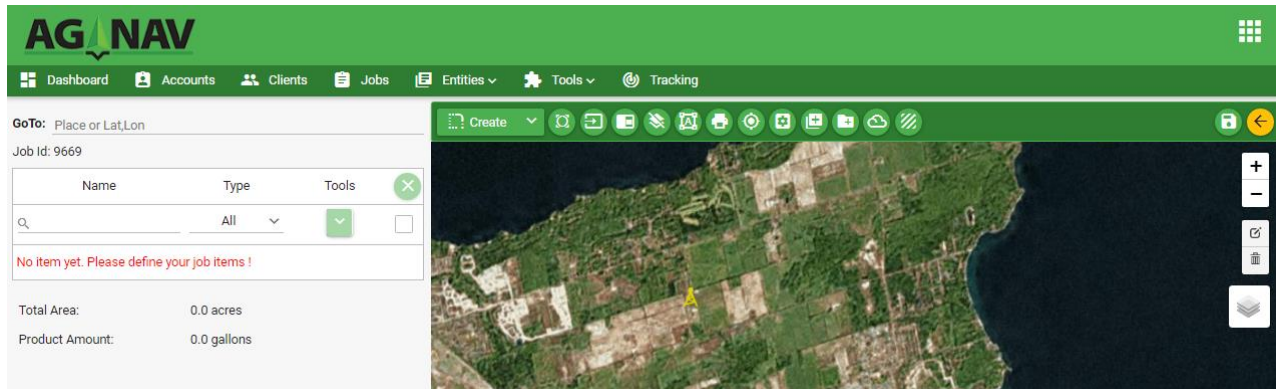 AG NAV
Dashboard Accounts Clients Jobs Entities Tools Tracking
GoTo: Place or Lat,Lon
Create
Job Id: 9669
Name Type Tools
All
No item yet. Please define your job items !
Total Area: 0.0 acres
Product Amount: 0.0 gallons